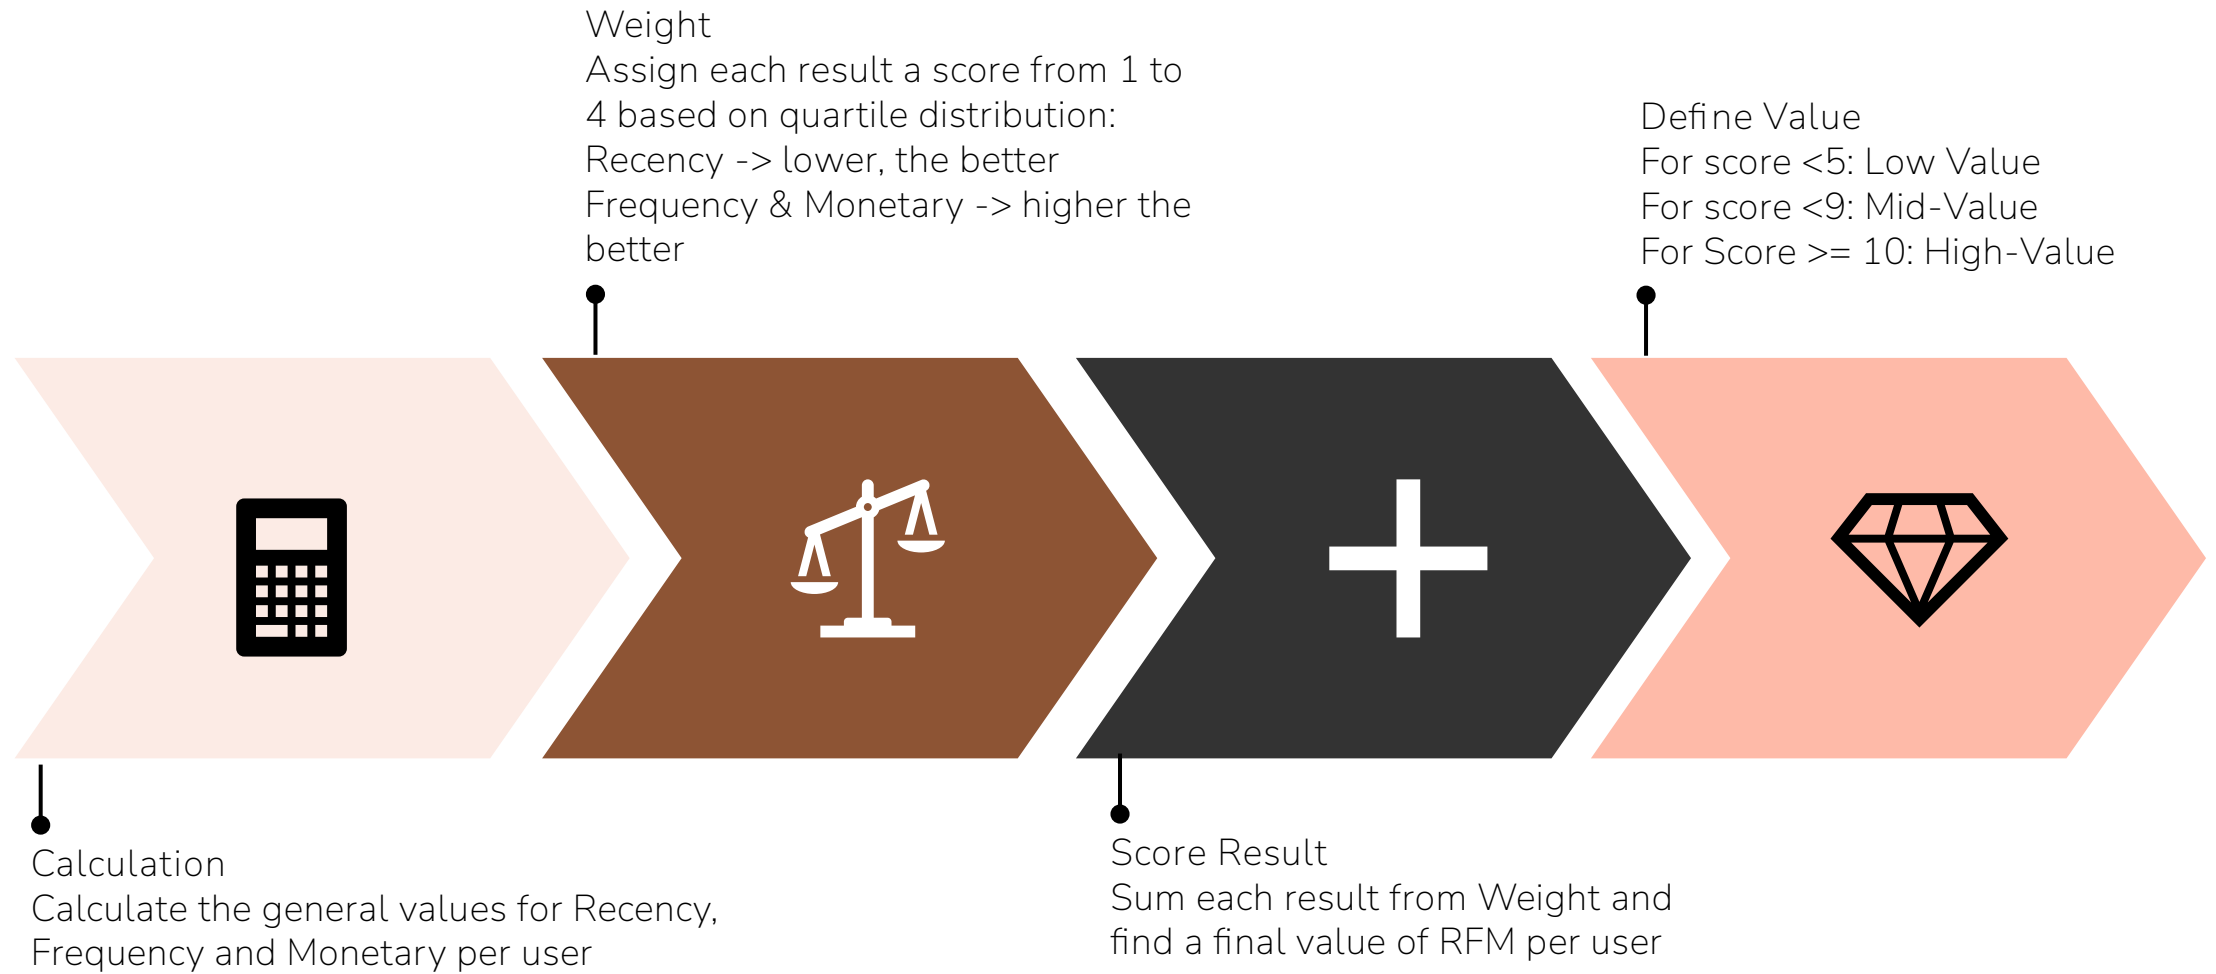 Weight
Assign each result a score from 1 to
4 based on quartile distribution:
Recency -> lower, the better
Frequency & Monetary -> higher the
better
Define Value
For score <5: Low Value
For score <9: Mid-Value
For Score >= 10: High-Value
Calculation
Calculate the general values for Recency,
Frequency and Monetary per user
Score Result
Sum each result from Weight and
find a final value of RFM per user